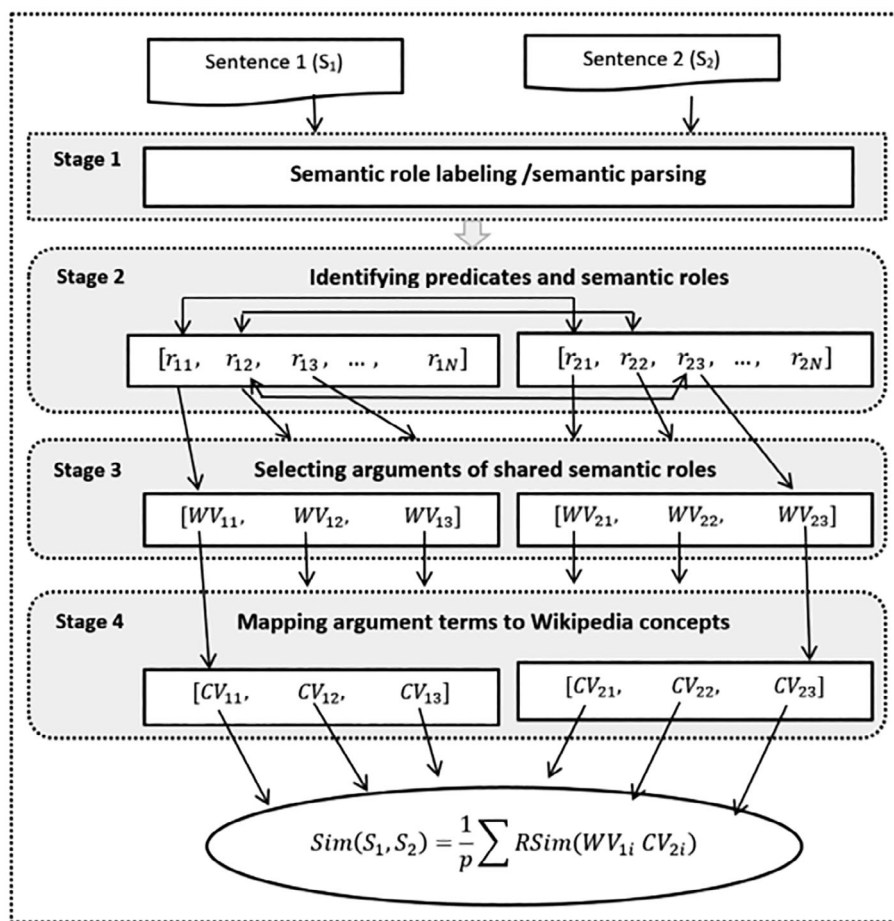 Sentence 1 (S₁)
Sentence 2 (S₂)
Stage 1
Semantic role labeling /semantic parsing
Stage 2
Identifying predicates and semantic roles
[r₁₁, r₁₂, r₁₃, ..., r₁N]
[r₂₁, r₂₂, r₂₃, ..., r₂N]
Stage 3
Selecting arguments of shared semantic roles
[WV₁₁, WV₁₂, WV₁₃]
[WV₂₁, WV₂₂, WV₂₃]
Stage 4
Mapping argument terms to Wikipedia concepts
[CV₁₁, CV₁₂, CV₁₃]
[CV₂₁, CV₂₂, CV₂₃]
Sim(S₁, S₂) = 1/p ∑ RSim(WV₁ᵢ CV₂ᵢ)